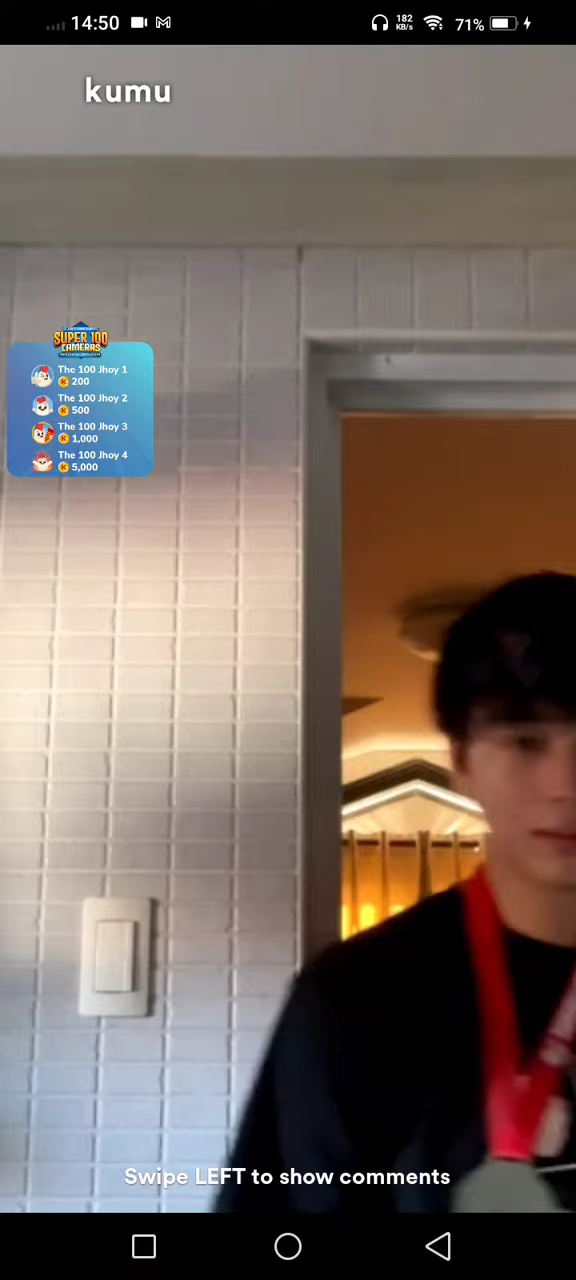 14:50
182
KB/s
71%
kumu
SUPER 100
CAMERAS
The 100 Jhoy 1
K 200
The 100 Jhoy 2
K 500
The 100 Jhoy 3
K 1,000
The 100 Jhoy 4
K 5,000
Swipe LEFT to show comments